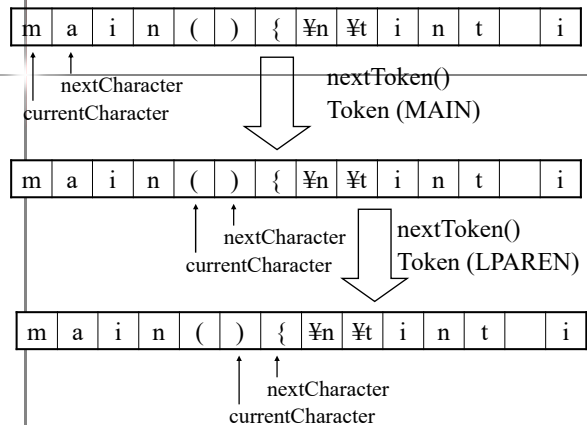 m a i n ( ) { ¥n ¥t i n t i
nextCharacter
currentCharacter
nextToken()
Token (MAIN)
m a i n ( ) { ¥n ¥t i n t i
nextCharacter
currentCharacter
nextToken()
Token (LPAREN)
m a i n ( ) { ¥n ¥t i n t i
nextCharacter
currentCharacter